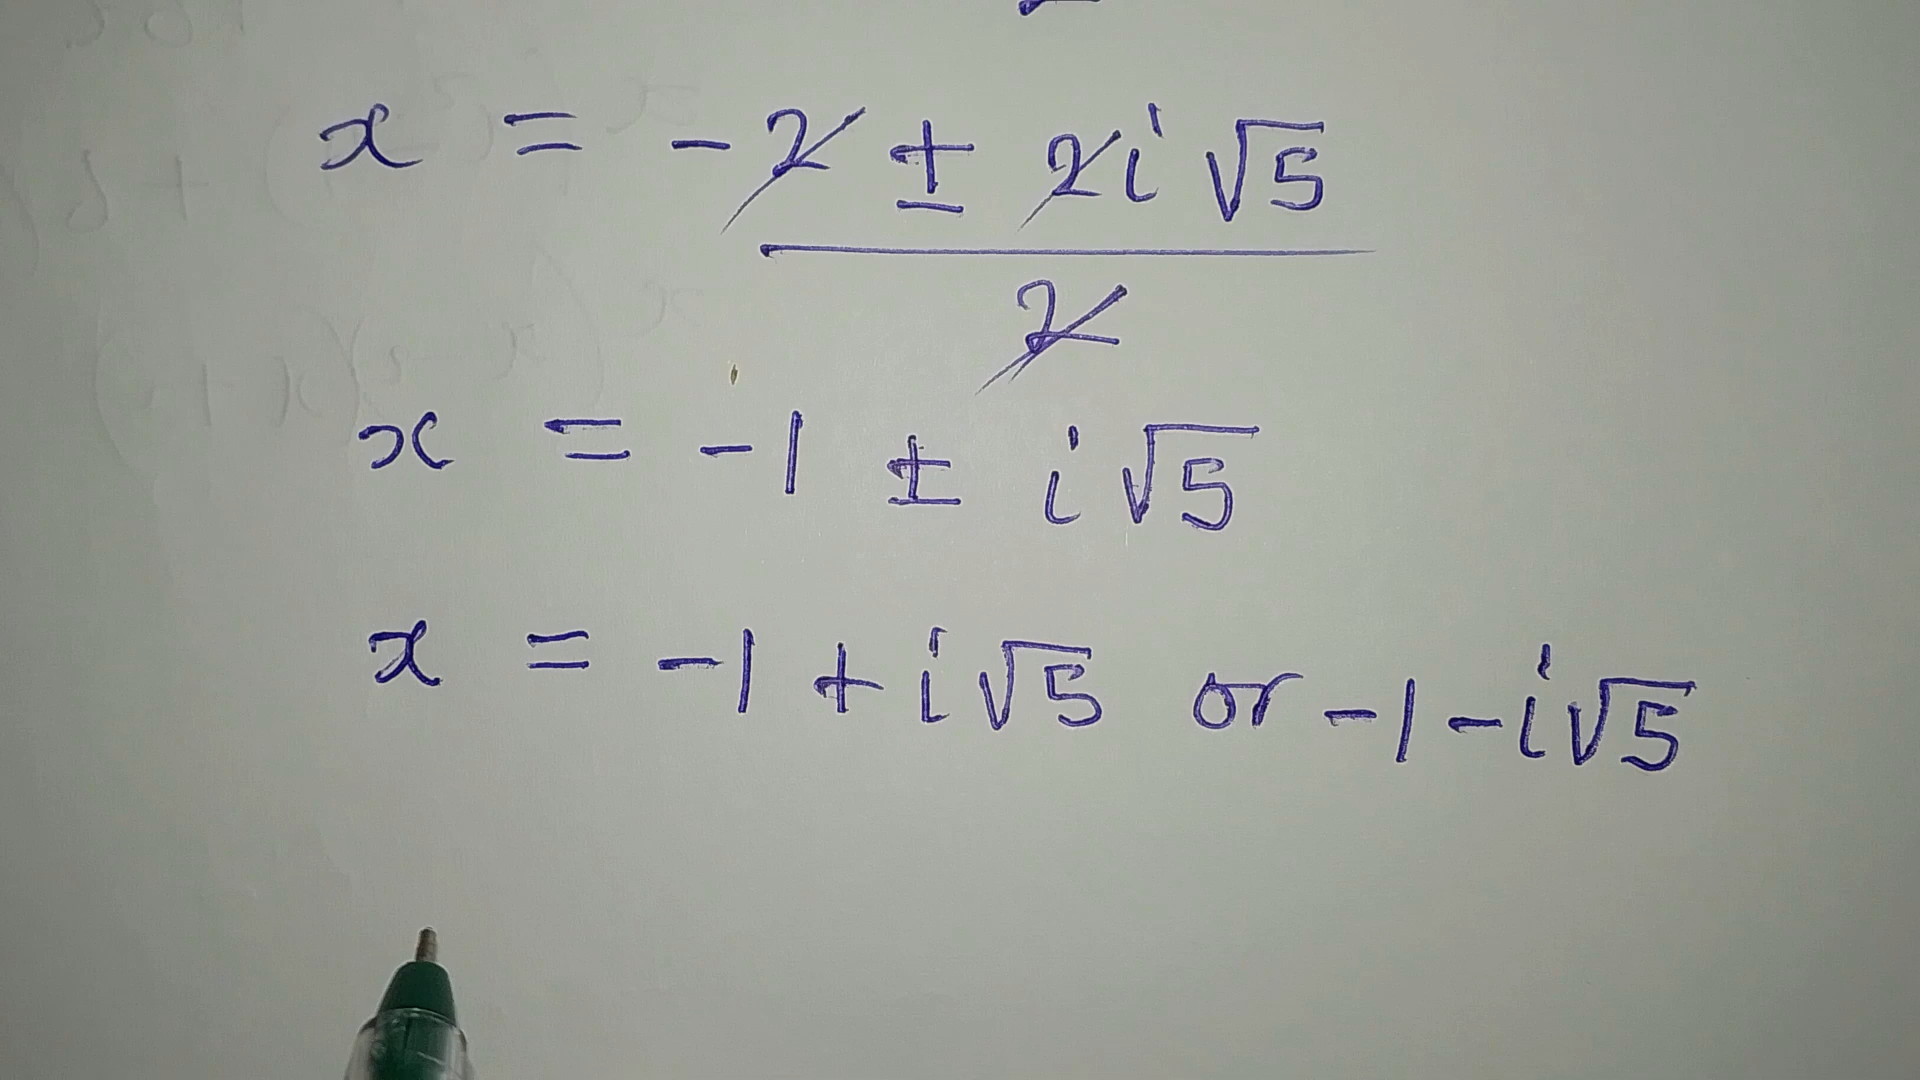 x = -2 ± 2i√5
2
x = -1 ± i√5
x = -1 + i√5 or -1 - i√5